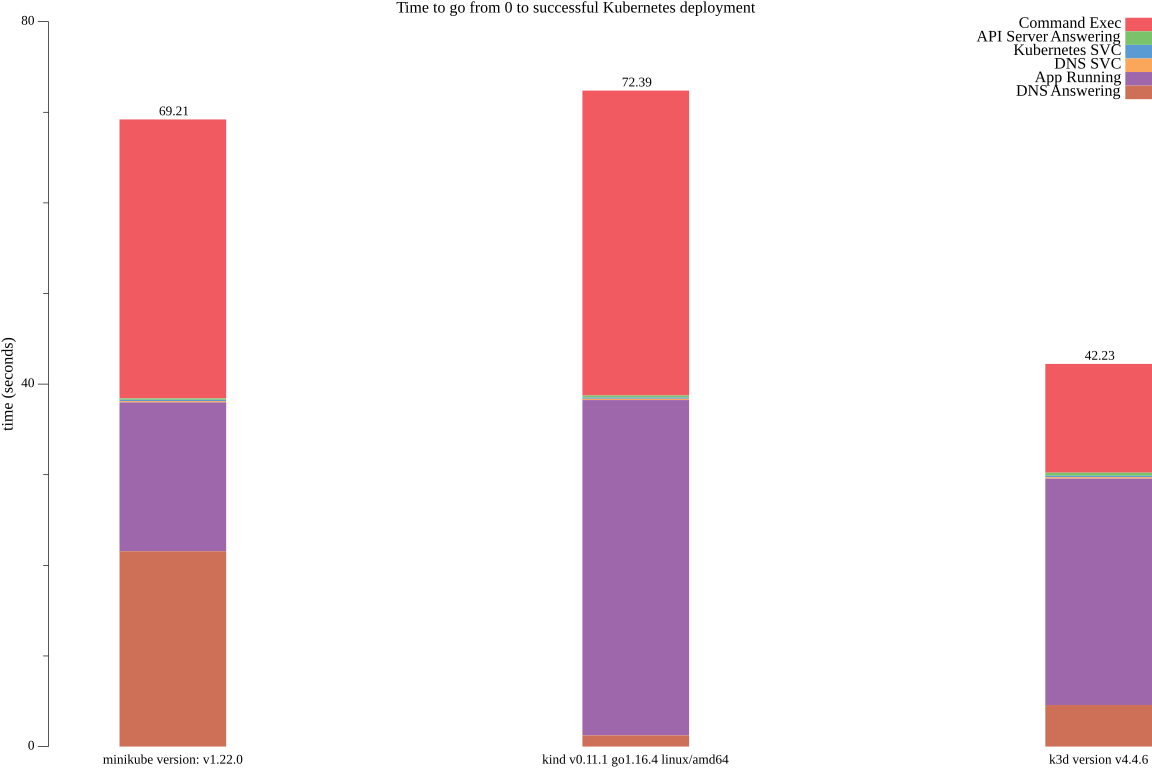 Time to go from 0 to successful Kubernetes deployment
80
Command Exec
API Server Answering
Kubernetes SVC
DNS SVC
App Running
DNS Answering
69.21
72.39
42.23
40
time (seconds)
0
minikube version: v1.22.0
kind v0.11.1 go1.16.4 linux/amd64
k3d version v4.4.6